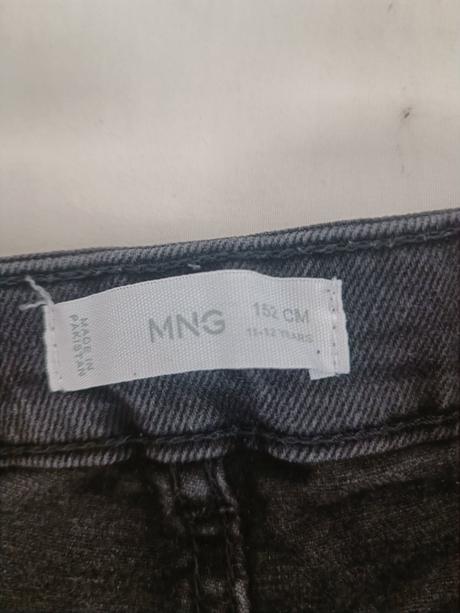 MADE IN
PAKISTAN
MNG
152 CM
11-12 YEARS